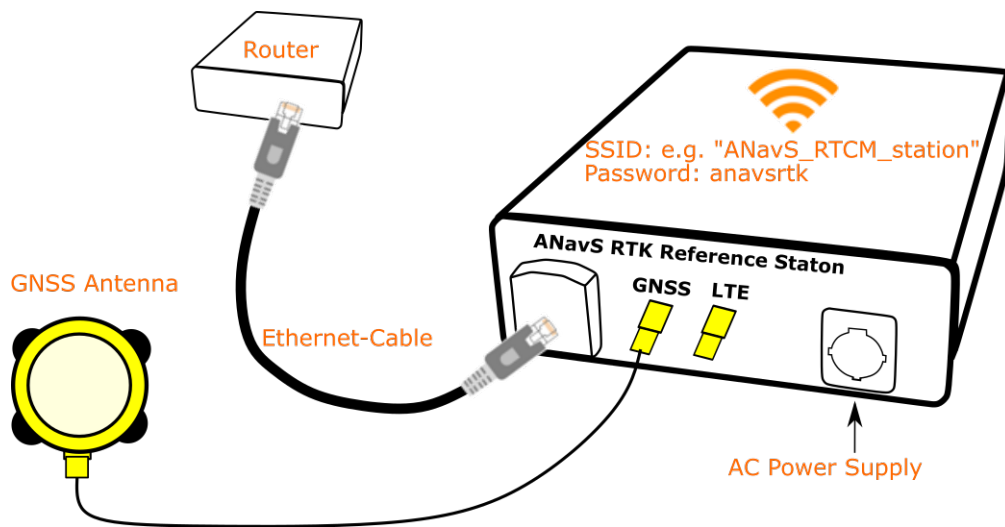 Router
SSID: e.g. "ANavS_RTCM_station"
Password: anavsrtk
ANavS RTK Reference Staton
GNSS Antenna
GNSS
LTE
Ethernet-Cable
AC Power Supply